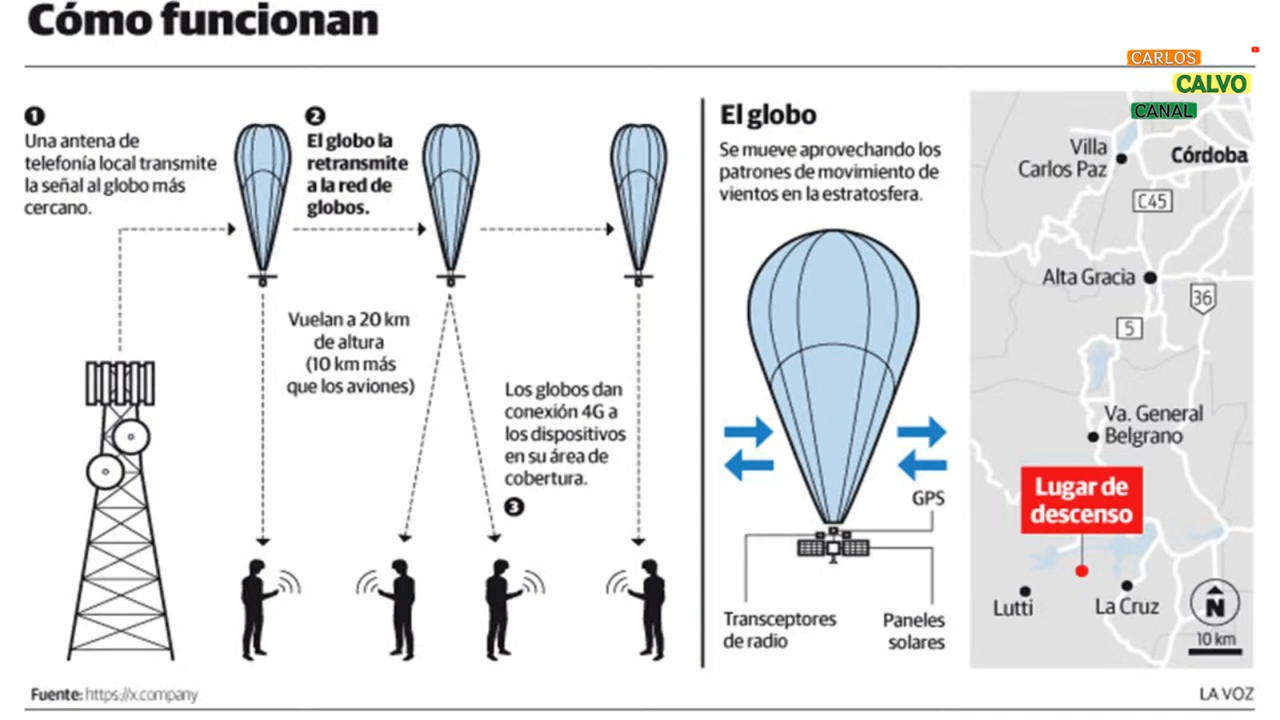 Cómo funcionan
CARLOS
CALVO
CANAL
1
Una antena de
telefonía local transmite
la señal al globo más
cercano.
2
El globo la
retransmite
a la red de
globos.
Vuelan a 20 km
de altura
(10 km más
que los aviones)
Los globos dan
conexión 4G a
los dispositivos
en su área de
cobertura.
3
El globo
Se mueve aprovechando los
patrones de movimiento de
vientos en la estratosfera.
GPS
Transceptores
de radio
Paneles
solares
Villa
Carlos Paz
Córdoba
C45
Alta Gracia
36
5
Va. General
Belgrano
Lugar de
descenso
Lutti
La Cruz
N
10 km
Fuente: https://x.company
LA VOZ